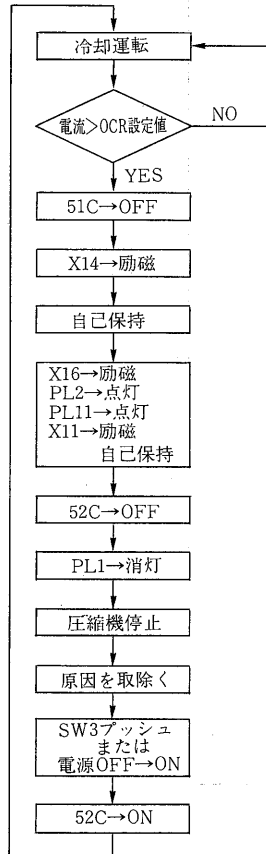 冷却運転
電流>OCR設定値
NO
YES
51C→OFF
X14→励磁
自己保持
X16→励磁
PL2→点灯
PL11→点灯
X11→励磁
自己保持
52C→OFF
PL1→消灯
圧縮機停止
原因を取除く
SW3プッシュ
または
電源OFF→ON
52C→ON